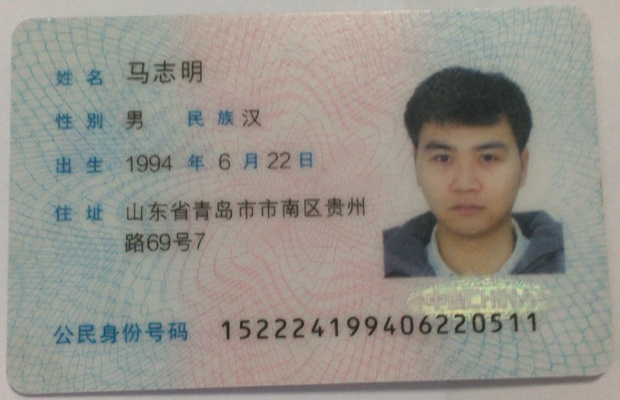 姓名 马志明
性别 男 民族 汉
出生 1994 年 6 月 22 日
住址 山东省青岛市市南区贵州
路69号7
公民身份号码 152224199406220511